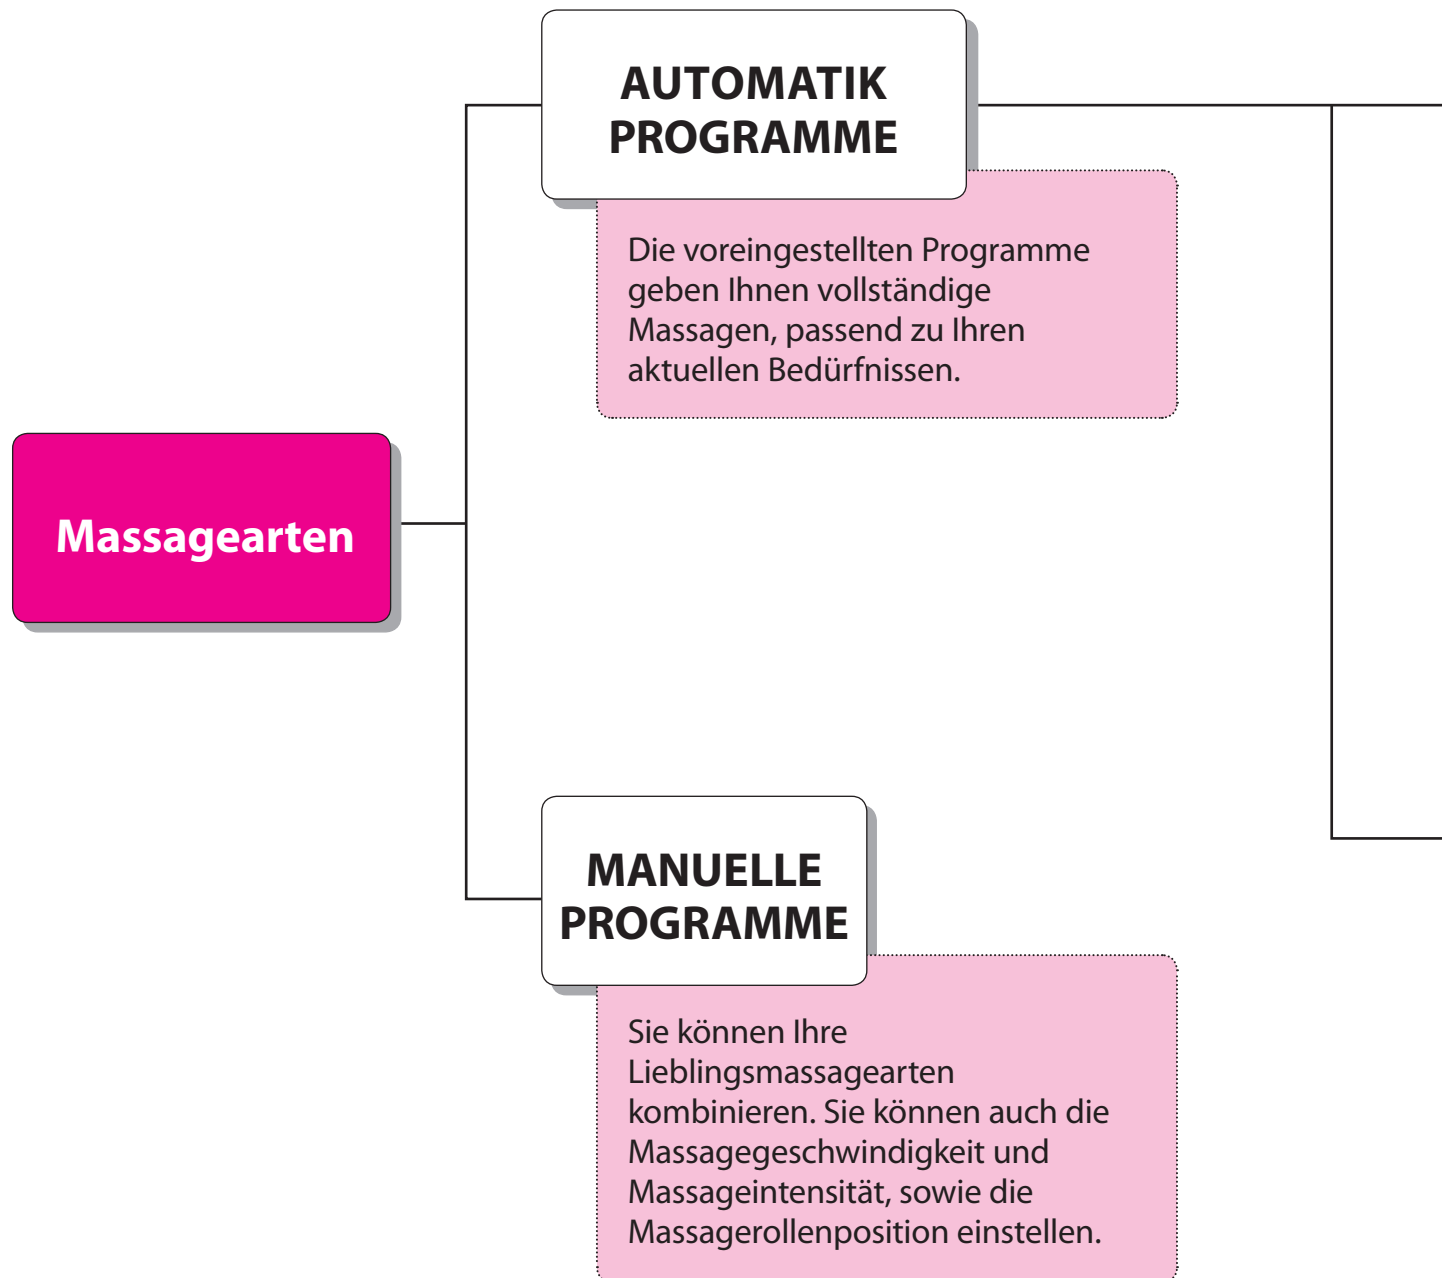 AUTOMATIK
PROGRAMME
Die voreingestellten Programme
geben Ihnen vollständige
Massagen, passend zu Ihren
aktuellen Bedürfnissen.
Massagearten
MANUELLE
PROGRAMME
Sie können Ihre
Lieblingsmassagearten
kombinieren. Sie können auch die
Massagegeschwindigkeit und
Massageintensität, sowie die
Massagerollenposition einstellen.